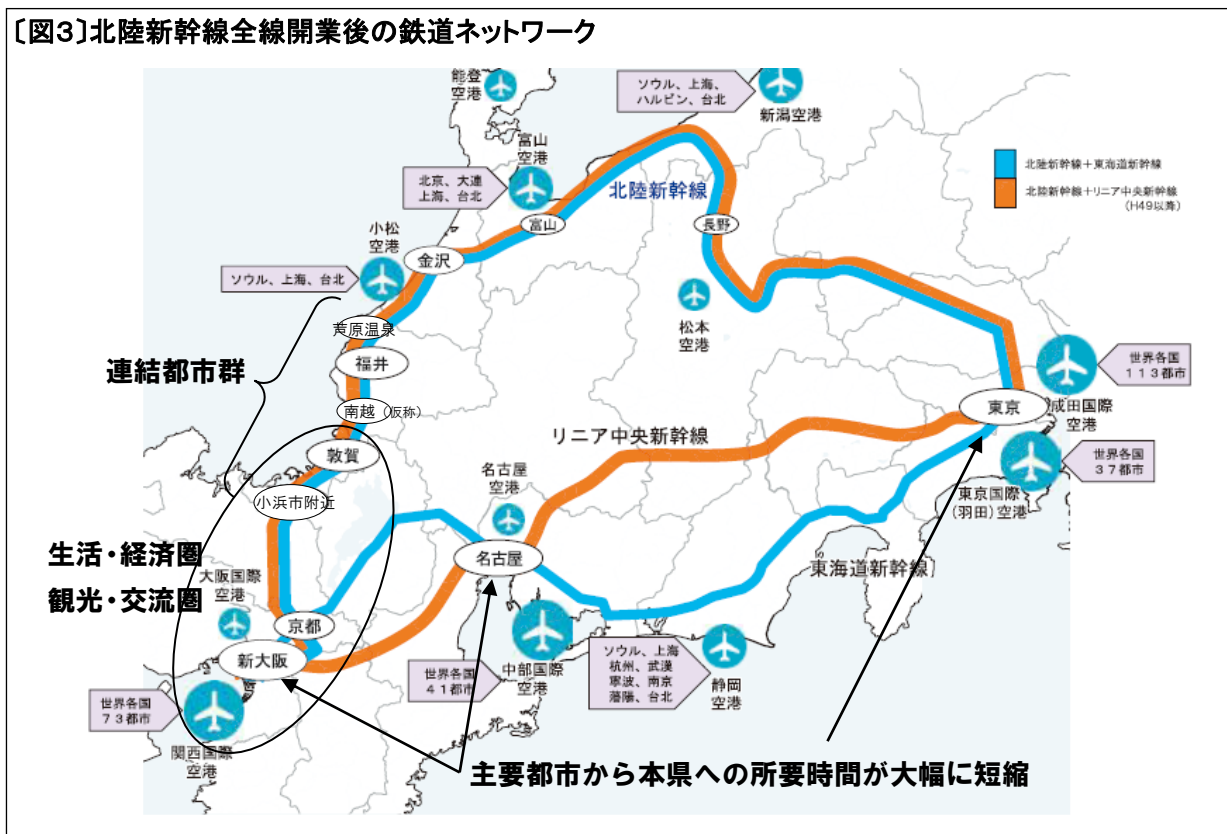 〔図3〕北陸新幹線全線開業後の鉄道ネットワーク
能登
空港
ソウル、上海、
ハルビン、台北
新潟空港
富山
空港
北京、大連
上海、台北
北陸新幹線
北陸新幹線＋東海道新幹線
北陸新幹線＋リニア中央新幹線
(H49以降)
小松
空港
富山
長野
金沢
ソウル、上海、台北
松本
空港
芦原温泉
福井
連結都市群
南越(仮称)
世界各国
113都市
成田国際
空港
東京
リニア中央新幹線
敦賀
名古屋
空港
世界各国
37都市
小浜市附近
東京国際
(羽田)空港
生活・経済圏
観光・交流圏
大阪国際
空港
名古屋
東海道新幹線
京都
新大阪
ソウル、上海
杭州、武漢
寧波、南京
瀋陽、台北
静岡
空港
世界各国
41都市
中部国際
空港
世界各国
73都市
関西国際
空港
主要都市から本県への所要時間が大幅に短縮